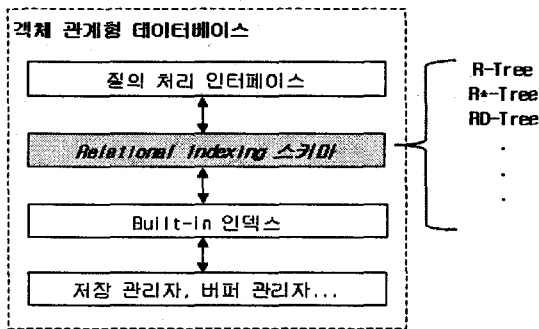 객체 관계형 데이터베이스
질의 처리 인터페이스
Relational Indexing 스키마
Built-in 인덱스
저장 관리자, 버퍼 관리자...
R-Tree
R*-Tree
RD-Tree
.
.
.